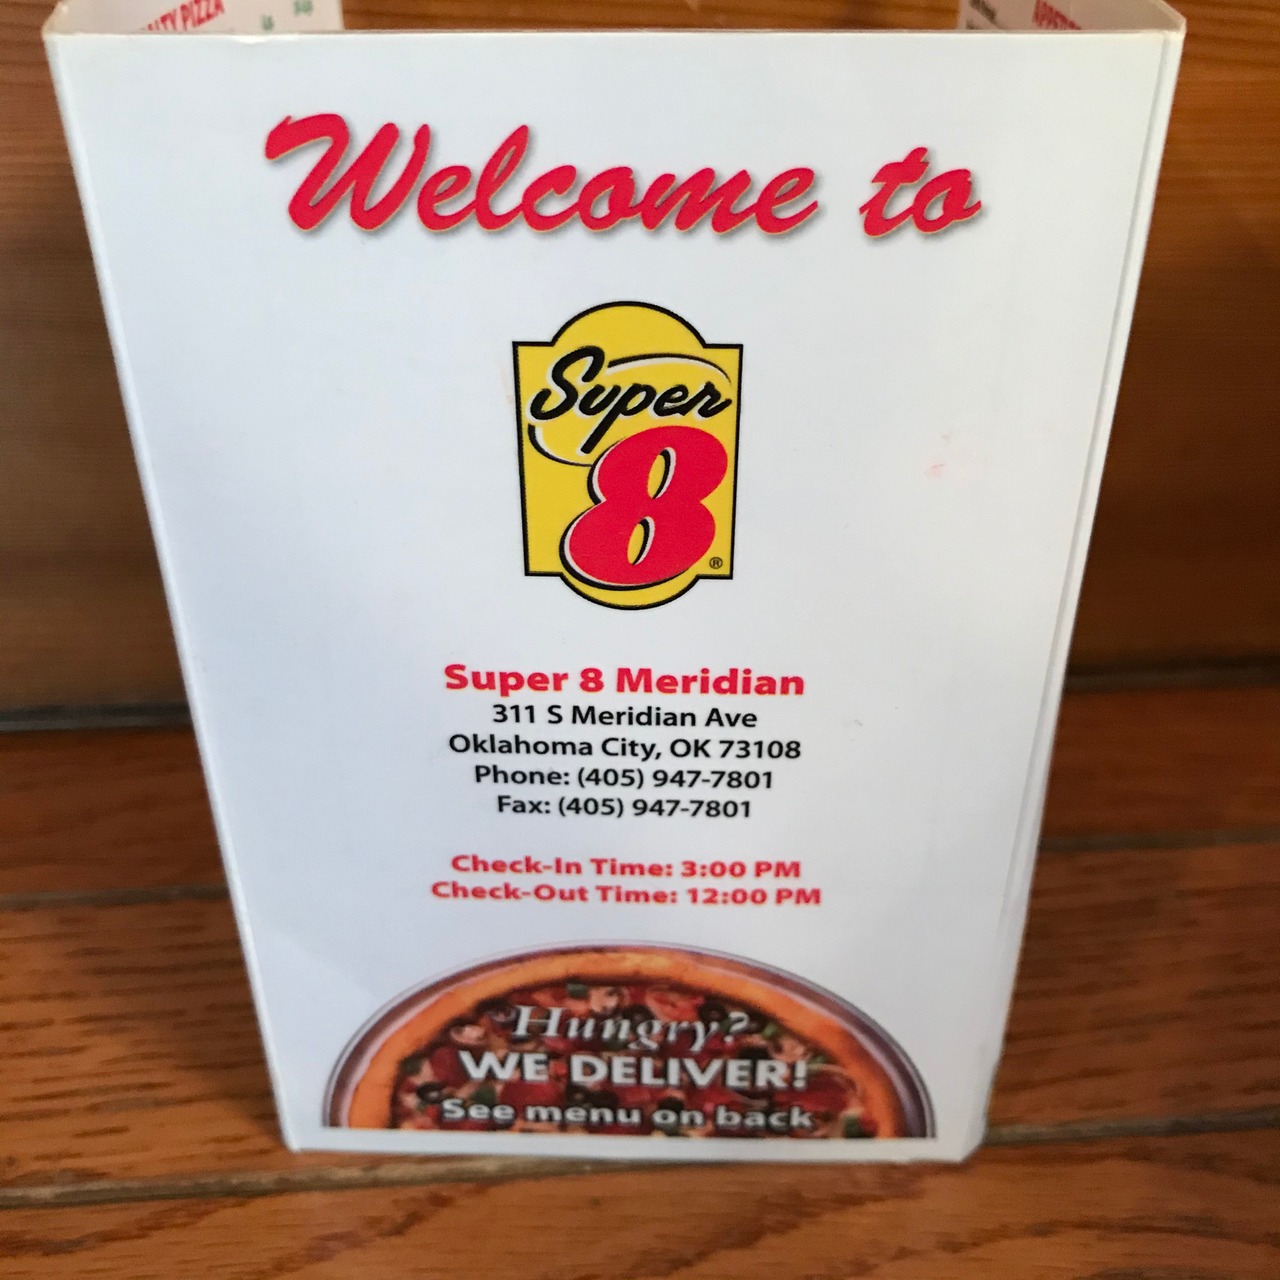 PIZZA
Welcome to
Super
8
®
Super 8 Meridian
311 S Meridian Ave
Oklahoma City, OK 73108
Phone: (405) 947-7801
Fax: (405) 947-7801
Check-In Time: 3:00 PM
Check-Out Time: 12:00 PM
Hungry?
WE DELIVER!
See menu on back